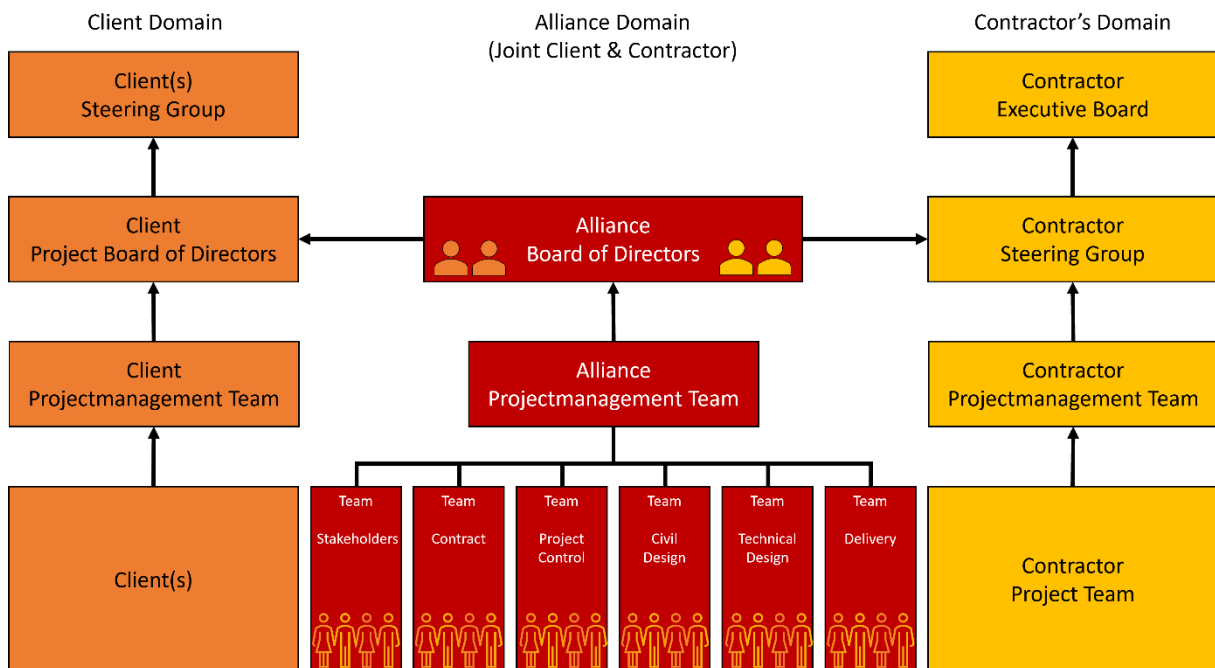 Client Domain
Alliance Domain
(Joint Client & Contractor)
Contractor's Domain
Client(s)
Steering Group
Contractor
Executive Board
Client
Project Board of Directors
Alliance
Board of Directors
Contractor
Steering Group
Client
Projectmanagement Team
Alliance
Projectmanagement Team
Contractor
Projectmanagement Team
Client(s)
Team
Stakeholders
Team
Contract
Team
Project
Control
Team
Civil
Design
Team
Technical
Design
Team
Delivery
Contractor
Project Team